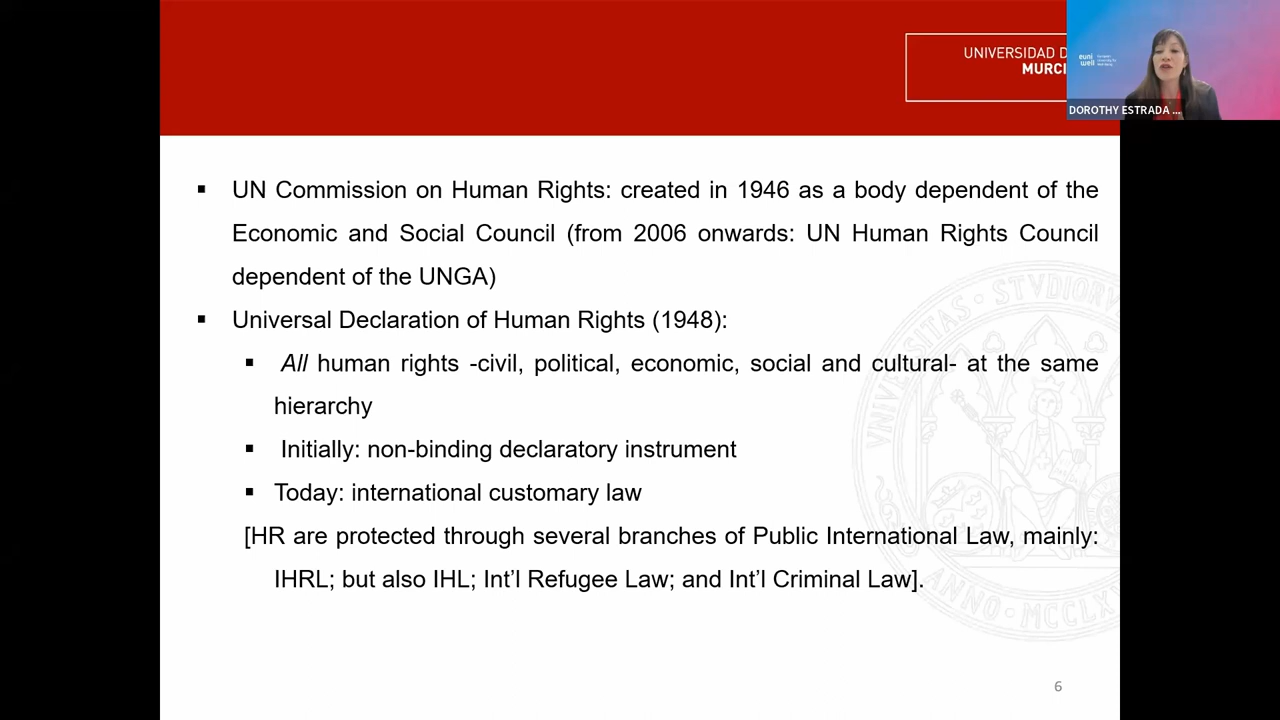 UNIVERSIDAD D
MURCI
euni
well
DOROTHY ESTRADA ...
▪ UN Commission on Human Rights: created in 1946 as a body dependent of the
Economic and Social Council (from 2006 onwards: UN Human Rights Council
dependent of the UNGA)
▪ Universal Declaration of Human Rights (1948):
▪ All human rights -civil, political, economic, social and cultural- at the same
hierarchy
▪ Initially: non-binding declaratory instrument
▪ Today: international customary law
[HR are protected through several branches of Public International Law, mainly:
IHRL; but also IHL; Int’l Refugee Law; and Int’l Criminal Law].
6